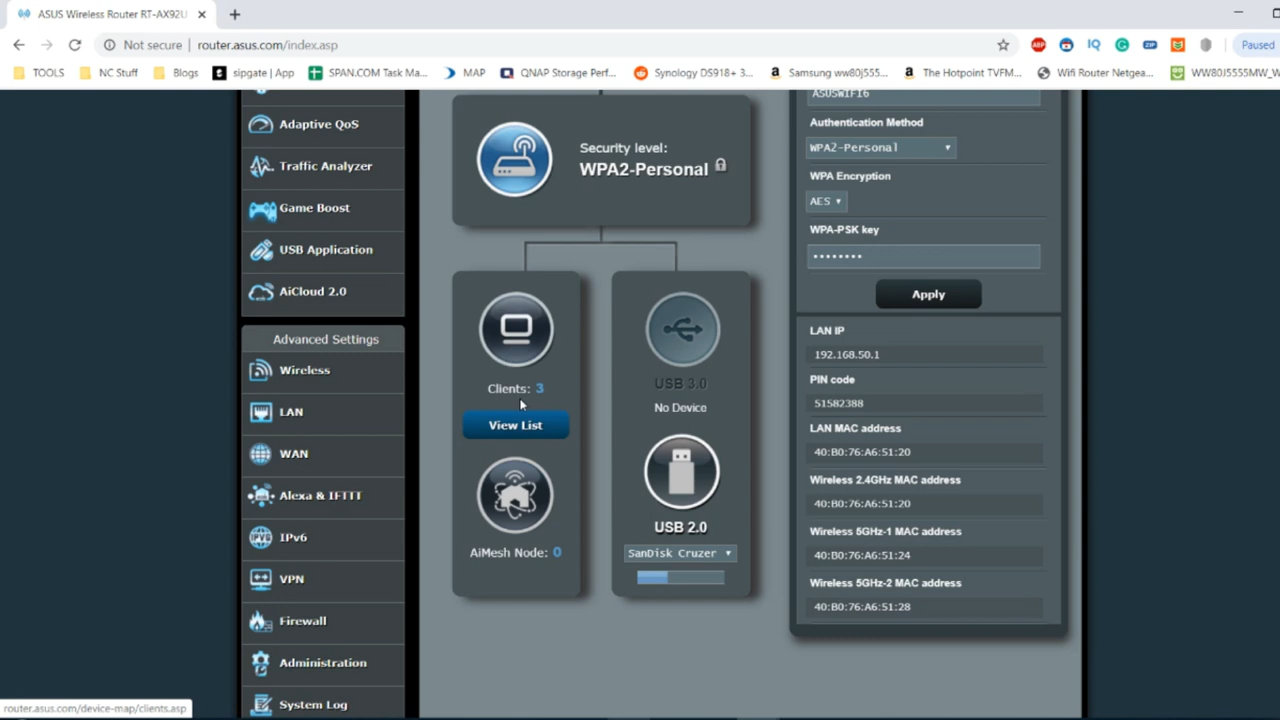 ASUS Wireless Router RT-AX92U
Not secure | router.asus.com/index.asp
ABP
IQ
ZIP
Paused
TOOLS
NC Stuff
Blogs
sipgate | App
SPAN.COM Task Ma...
MAP
QNAP Storage Perf...
Synology DS918+ 3...
Samsung ww80j555...
The Hotpoint TVFM...
Wifi Router Netgea...
WW80J5555MW_W
Adaptive QoS
Traffic Analyzer
Game Boost
USB Application
AiCloud 2.0
Advanced Settings
Wireless
LAN
WAN
Alexa & IFTTT
IPv6
VPN
Firewall
Administration
System Log
Security level:
WPA2-Personal
Clients: 3
View List
AiMesh Node: 0
USB 3.0
No Device
USB 2.0
SanDisk Cruzer
ASUSWIFI6
Authentication Method
WPA2-Personal
WPA Encryption
AES
WPA-PSK key
••••••••
Apply
LAN IP
192.168.50.1
PIN code
51582388
LAN MAC address
40:B0:76:A6:51:20
Wireless 2.4GHz MAC address
40:B0:76:A6:51:20
Wireless 5GHz-1 MAC address
40:B0:76:A6:51:24
Wireless 5GHz-2 MAC address
40:B0:76:A6:51:28
router.asus.com/device-map/clients.asp